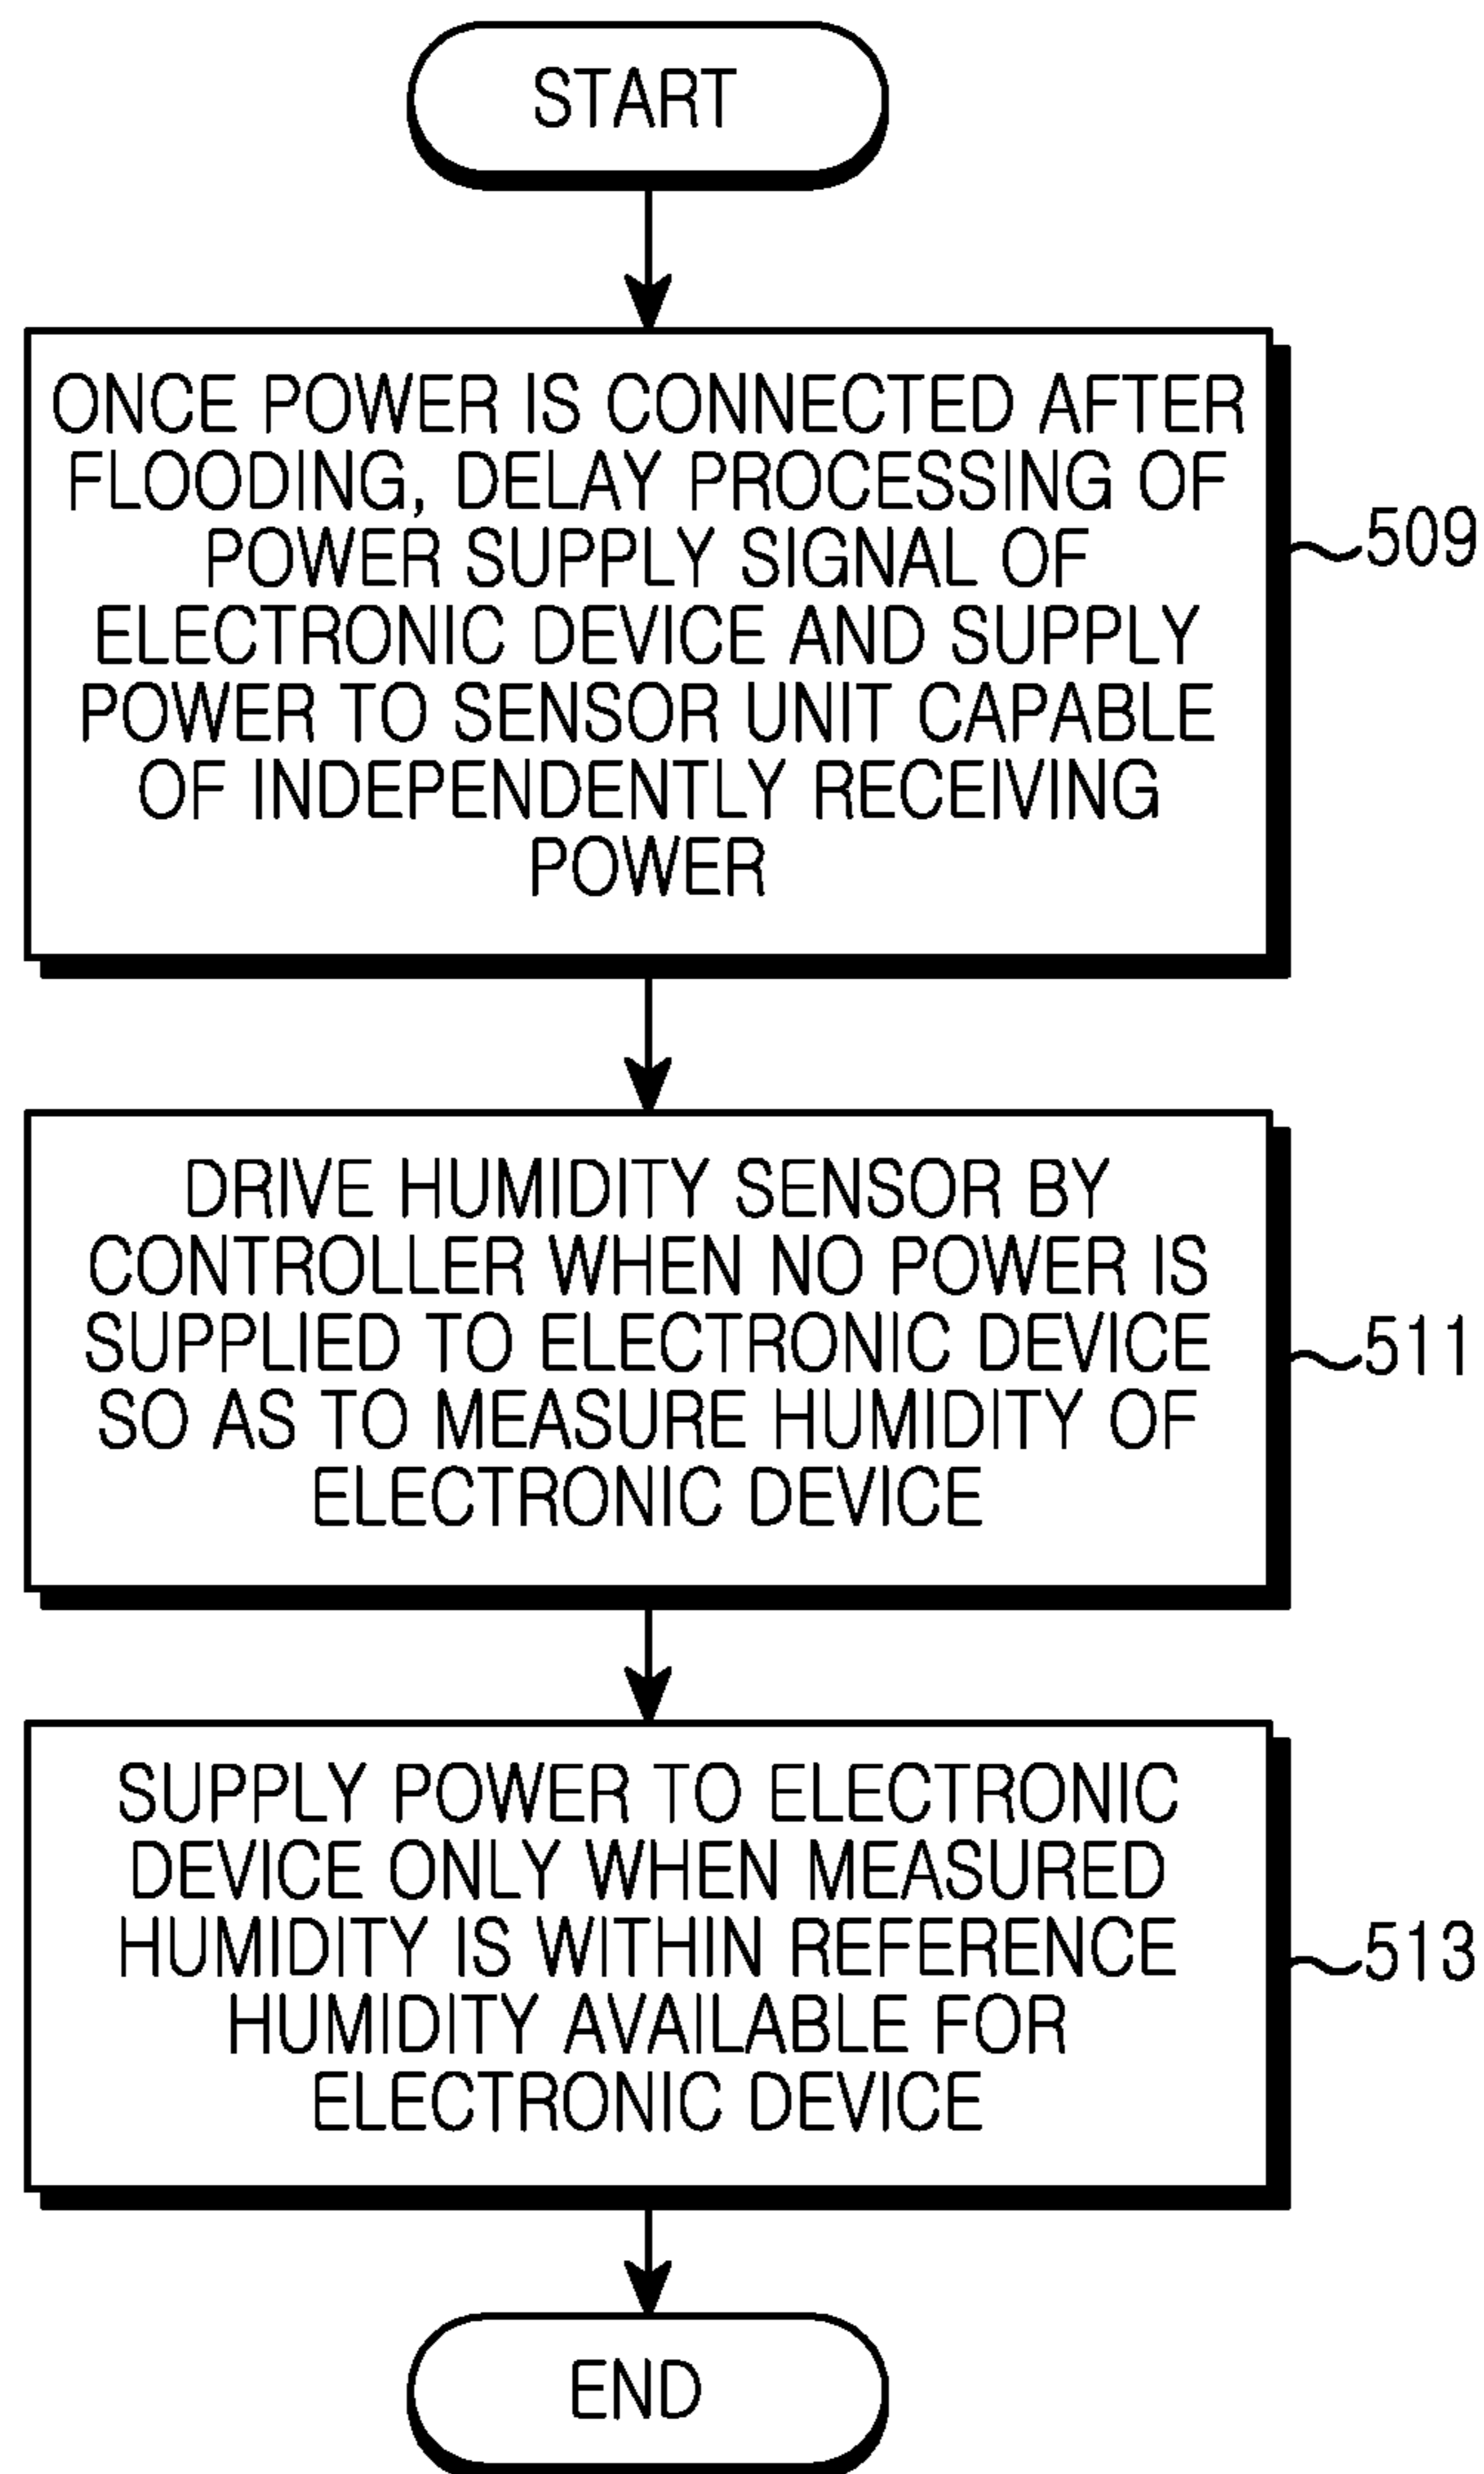 START
ONCE POWER IS CONNECTED AFTER
FLOODING, DELAY PROCESSING OF
POWER SUPPLY SIGNAL OF
ELECTRONIC DEVICE AND SUPPLY
POWER TO SENSOR UNIT CAPABLE
OF INDEPENDENTLY RECEIVING
POWER
509
DRIVE HUMIDITY SENSOR BY
CONTROLLER WHEN NO POWER IS
SUPPLIED TO ELECTRONIC DEVICE
SO AS TO MEASURE HUMIDITY OF
ELECTRONIC DEVICE
511
SUPPLY POWER TO ELECTRONIC
DEVICE ONLY WHEN MEASURED
HUMIDITY IS WITHIN REFERENCE
HUMIDITY AVAILABLE FOR
ELECTRONIC DEVICE
513
END